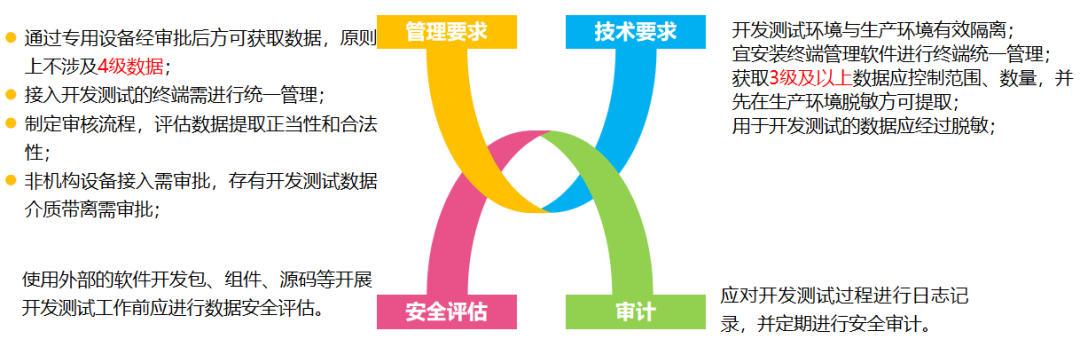 管理要求
通过专用设备经审批后方可获取数据，原则
上不涉及4级数据；
接入开发测试的终端需进行统一管理；
制定审核流程，评估数据提取正当性和合法
性；
非机构设备接入需审批，存有开发测试数据
介质带离需审批；
技术要求
开发测试环境与生产环境有效隔离；
宜安装终端管理软件进行终端统一管理；
获取3级及以上数据应控制范围、数量，并
先在生产环境脱敏方可提取；
用于开发测试的数据应经过脱敏；
使用外部的软件开发包、组件、源码等开展
开发测试工作前应进行数据安全评估。
安全评估
审计
应对开发测试过程进行日志记
录，并定期进行安全审计。